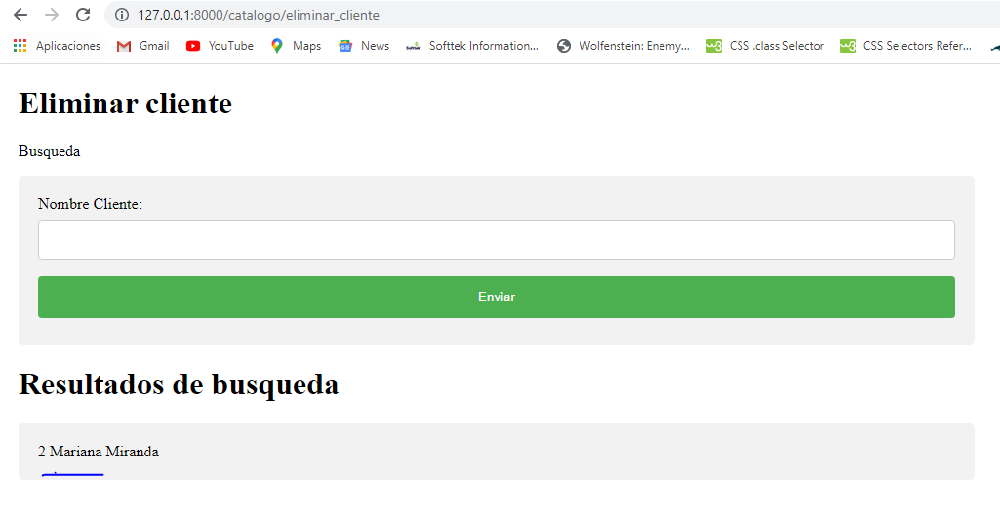 127.0.0.1:8000/catalogo/eliminar_cliente
Aplicaciones Gmail YouTube Maps News Softtek Information... Wolfenstein: Enemy... CSS .class Selector CSS Selectors Refer...
Eliminar cliente
Busqueda
Nombre Cliente:
Enviar
Resultados de busqueda
2 Mariana Miranda